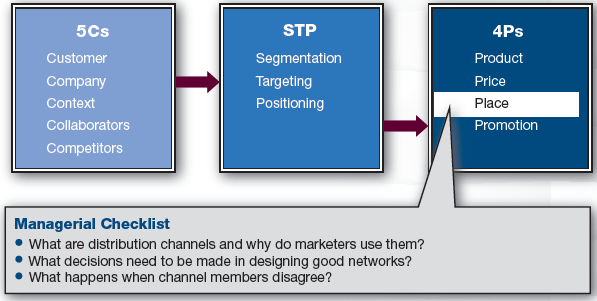 5Cs
Customer
Company
Context
Collaborators
Competitors
STP
Segmentation
Targeting
Positioning
4Ps
Product
Price
Place
Promotion
Managerial Checklist
• What are distribution channels and why do marketers use them?
• What decisions need to be made in designing good networks?
• What happens when channel members disagree?